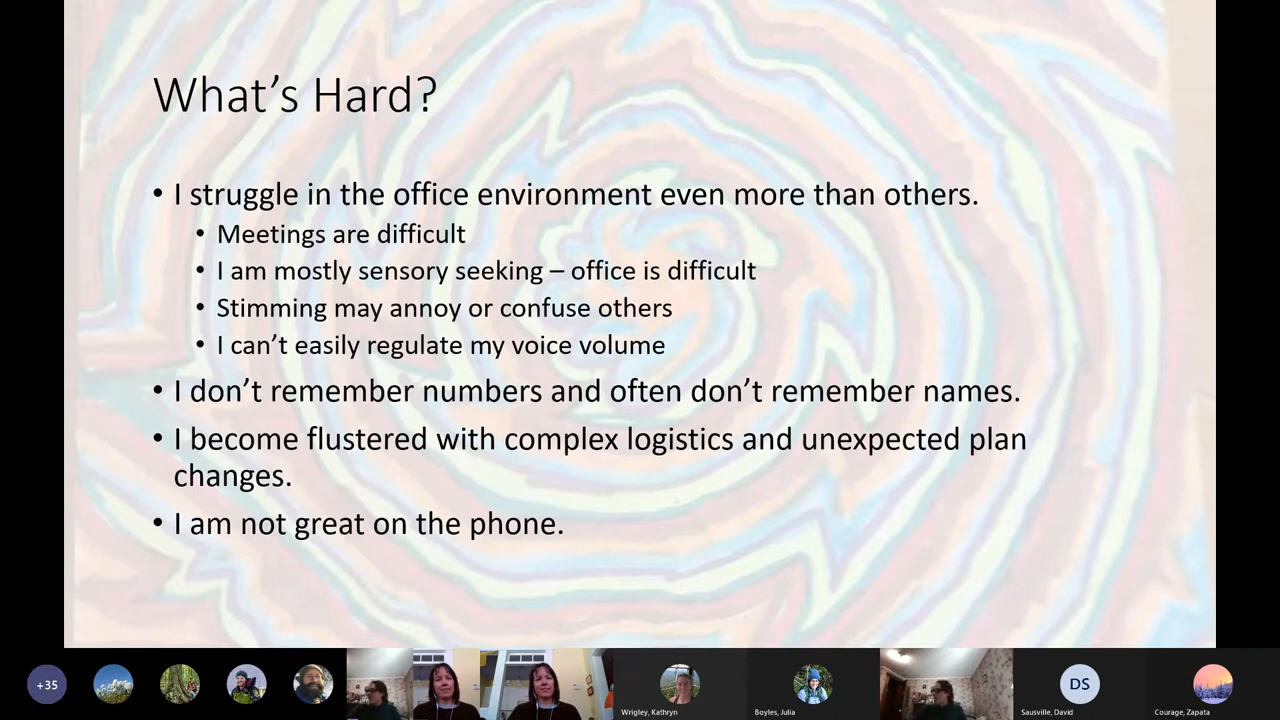 What's Hard?
• I struggle in the office environment even more than others.
• Meetings are difficult
• I am mostly sensory seeking – office is difficult
• Stimming may annoy or confuse others
• I can't easily regulate my voice volume
• I don't remember numbers and often don't remember names.
• I become flustered with complex logistics and unexpected plan
changes.
• I am not great on the phone.
+35
DS
Wrigley, Kathryn
Boyles, Julia
Sausville, David
Courage, Zapata